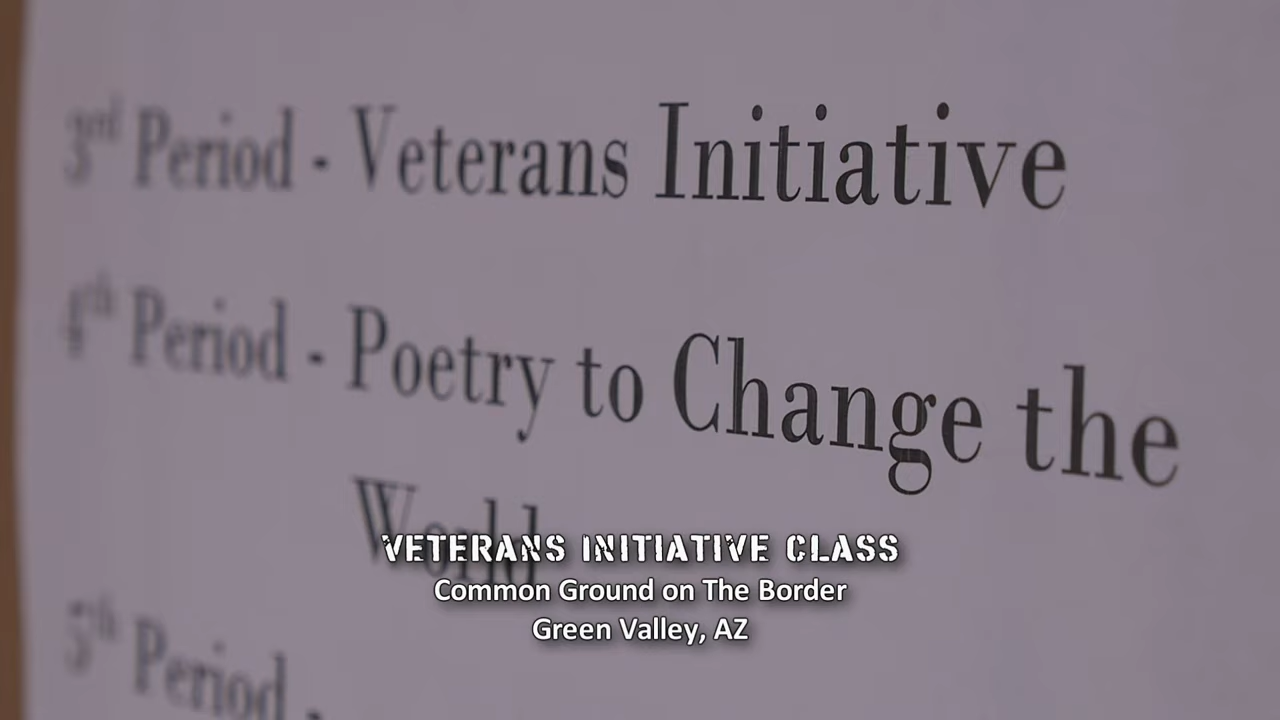 3rd Period - Veterans Initiative
4th Period - Poetry to Change the
World
VETERANS INITIATIVE CLASS
Common Ground on The Border
Green Valley, AZ
5th Period -